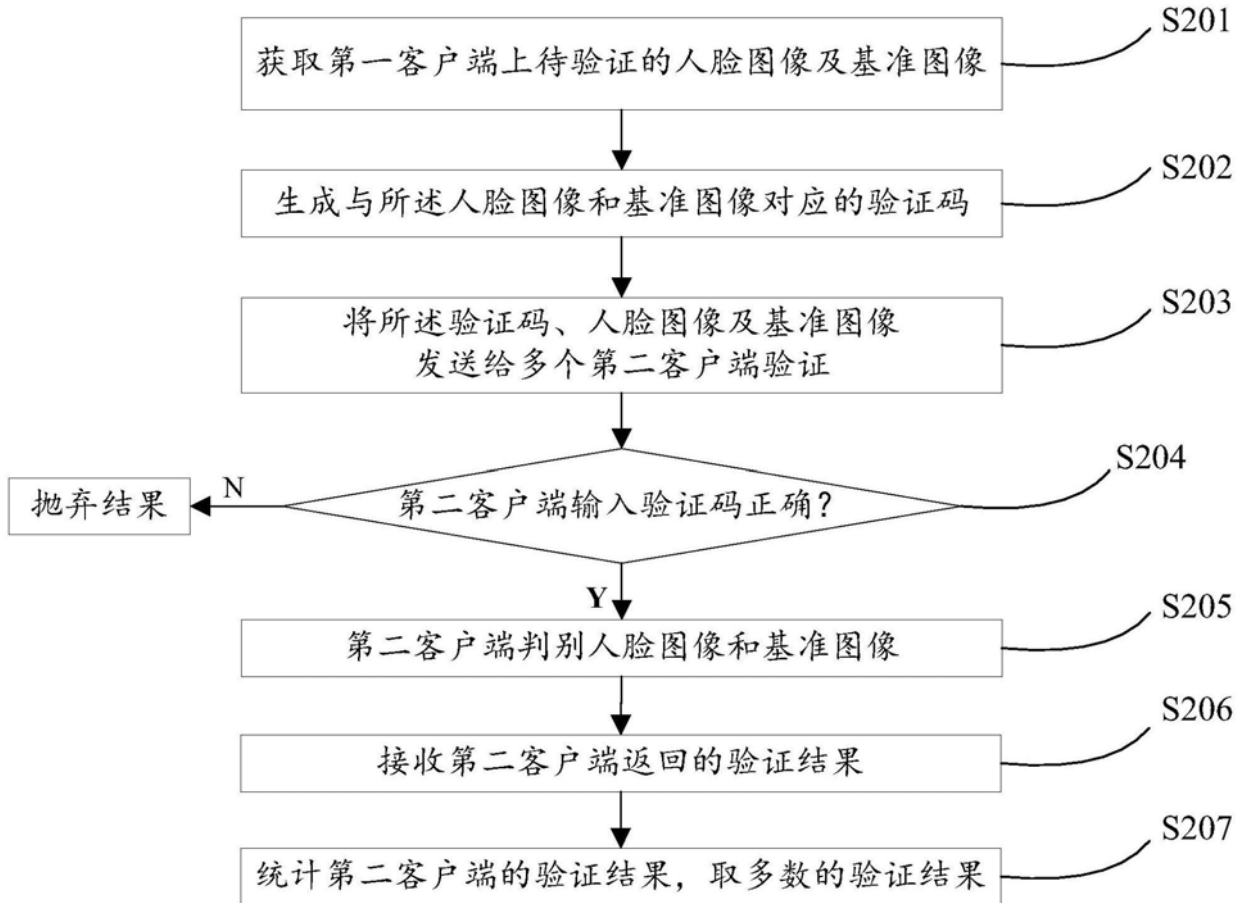 S201
获取第一客户端上待验证的人脸图像及基准图像
S202
生成与所述人脸图像和基准图像对应的验证码
S203
将所述验证码、人脸图像及基准图像
发送给多个第二客户端验证
S204
第二客户端输入验证码正确?
N
抛弃结果
Y
S205
第二客户端判别人脸图像和基准图像
S206
接收第二客户端返回的验证结果
S207
统计第二客户端的验证结果，取多数的验证结果